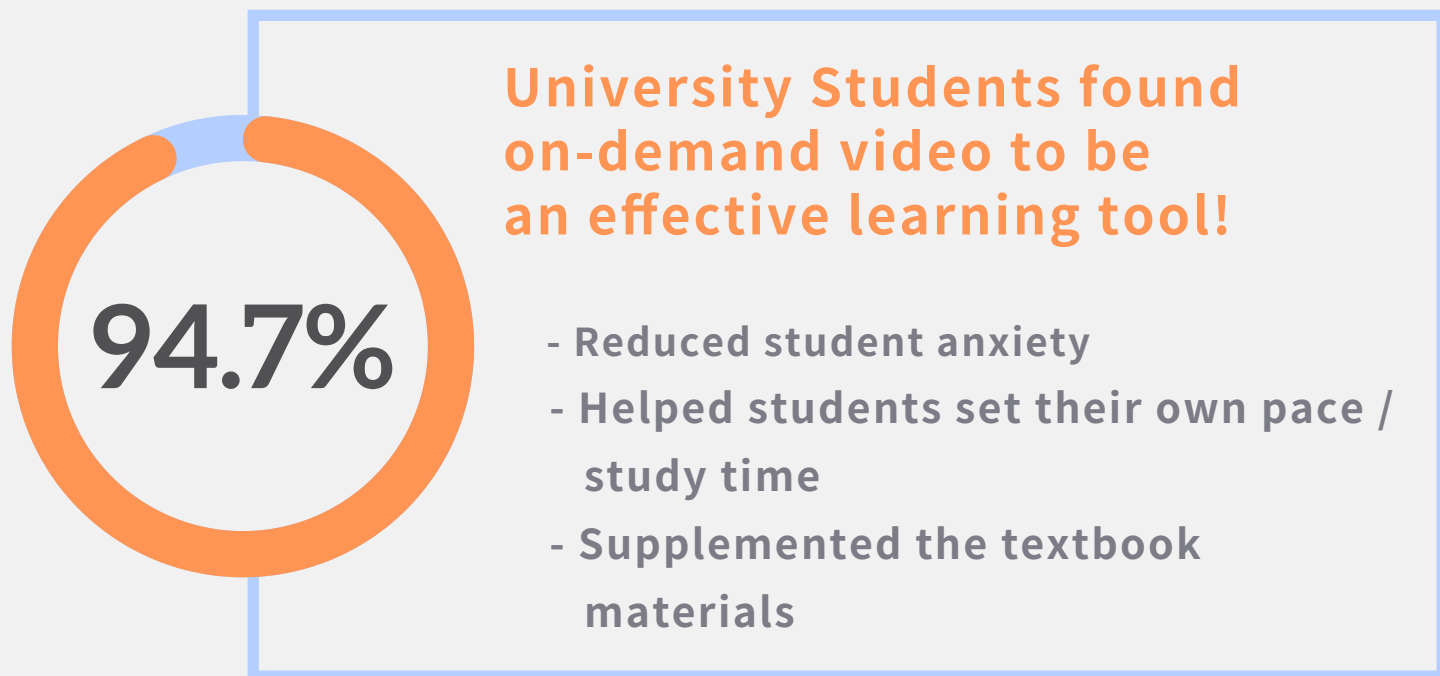 94.7%
University Students found
on-demand video to be
an effective learning tool!
- Reduced student anxiety
- Helped students set their own pace /
study time
- Supplemented the textbook
materials